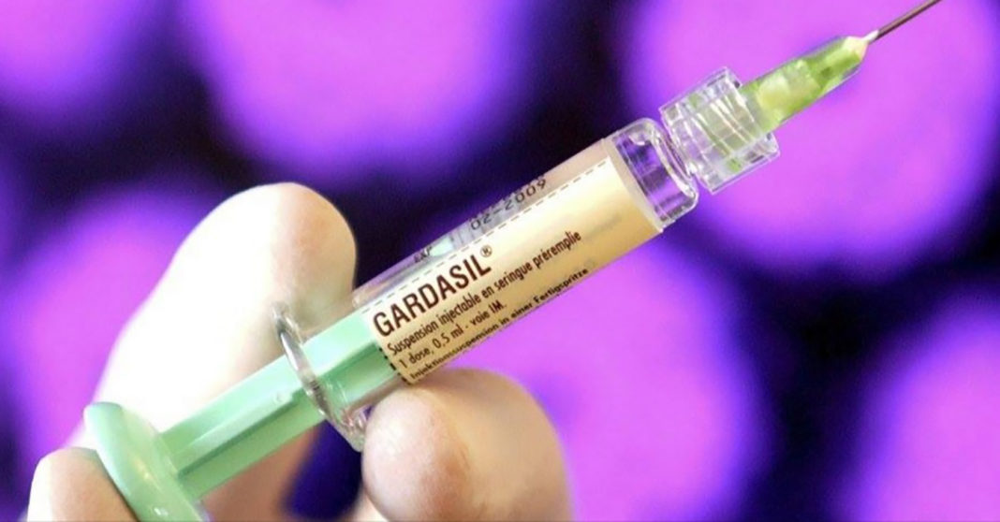 EXP 02-2009
GARDASIL®
Suspension injectable en seringue préremplie
1 dose, 0,5 ml - voie IM.
Injektionssuspension in einer Fertigspritze